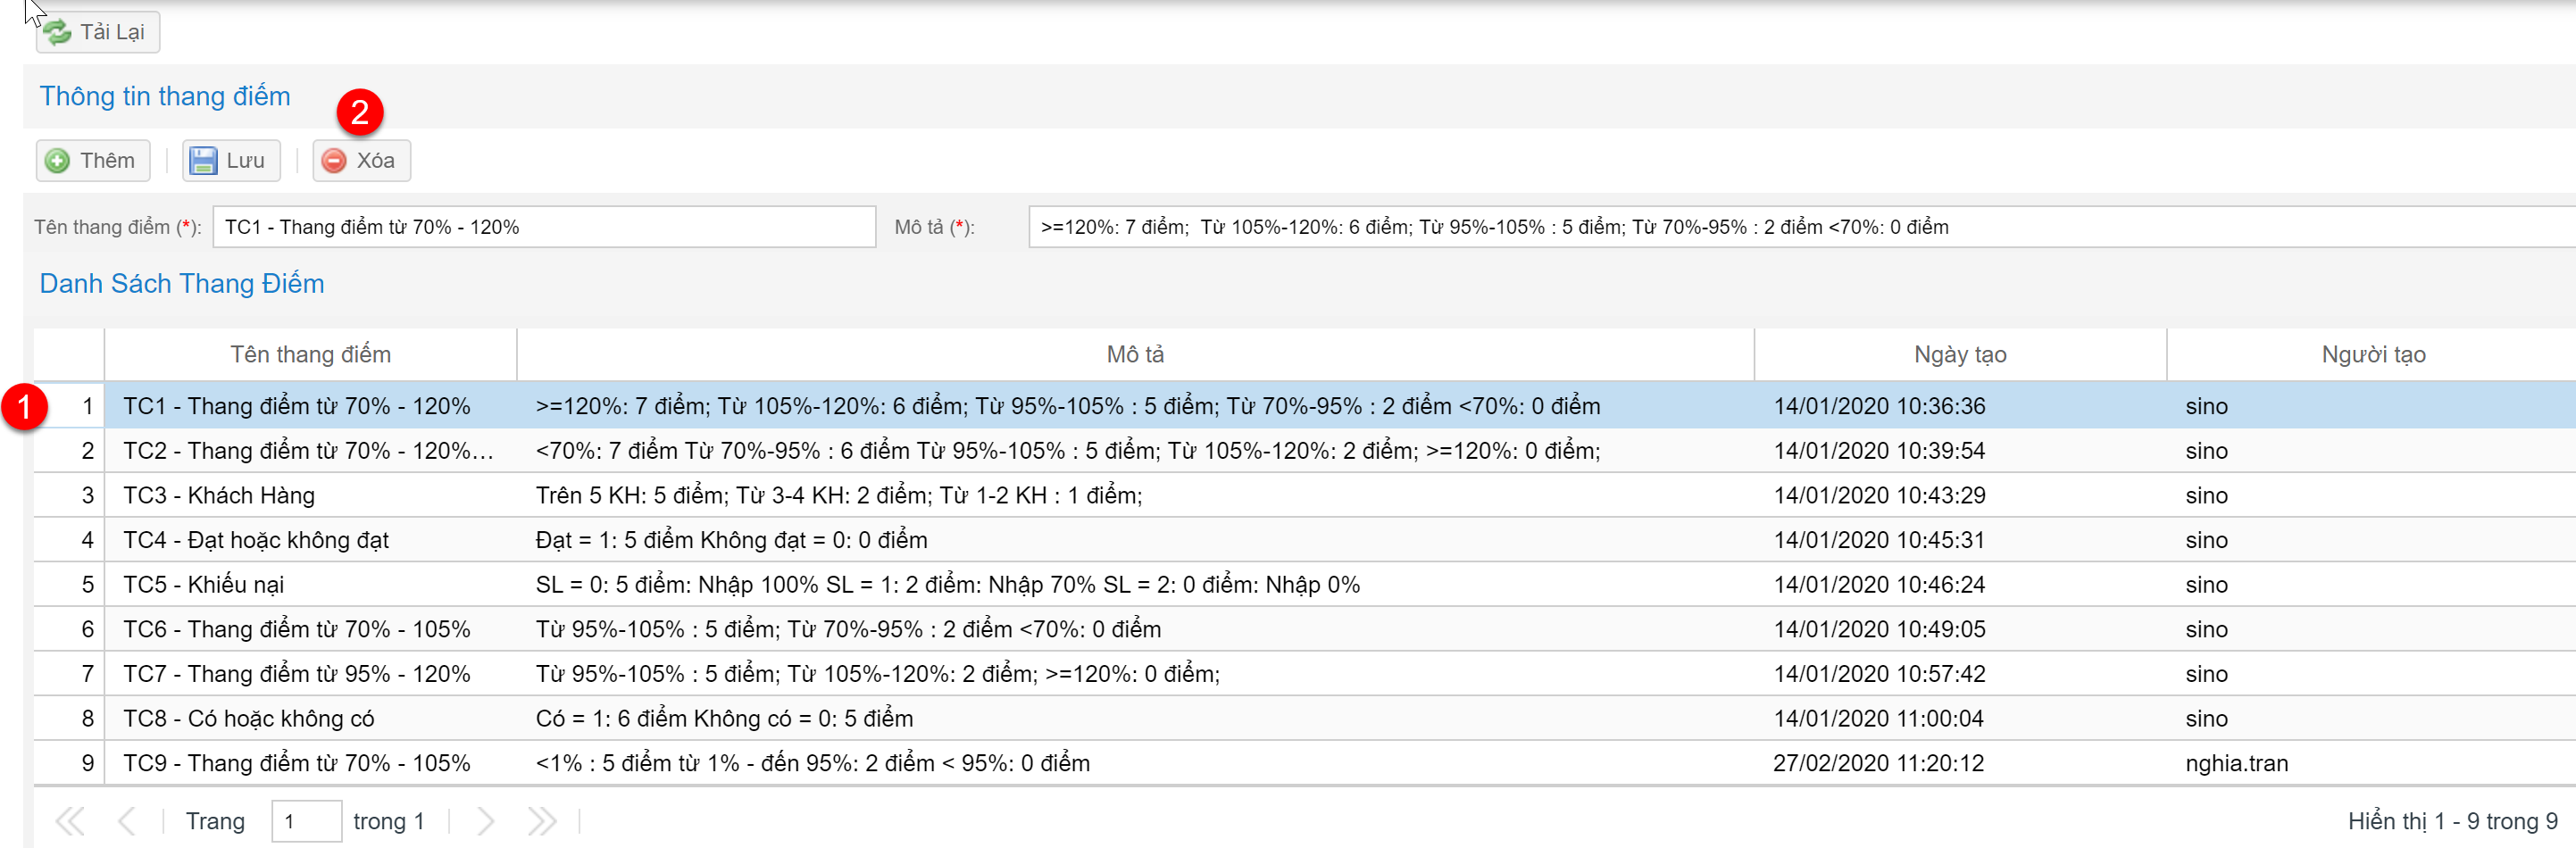 Tải Lại
Thông tin thang điểm
2
Thêm Lưu Xóa
Tên thang điểm (*): TC1 - Thang điểm từ 70% - 120% Mô tả (*): >=120%: 7 điểm;  Từ 105%-120%: 6 điểm; Từ 95%-105% : 5 điểm; Từ 70%-95% : 2 điểm <70%: 0 điểm
Danh Sách Thang Điểm
Tên thang điểm Mô tả Ngày tạo Người tạo
1 1 TC1 - Thang điểm từ 70% - 120% >=120%: 7 điểm; Từ 105%-120%: 6 điểm; Từ 95%-105% : 5 điểm; Từ 70%-95% : 2 điểm <70%: 0 điểm 14/01/2020 10:36:36 sino
2 TC2 - Thang điểm từ 70% - 120%... <70%: 7 điểm Từ 70%-95% : 6 điểm Từ 95%-105% : 5 điểm; Từ 105%-120%: 2 điểm; >=120%: 0 điểm; 14/01/2020 10:39:54 sino
3 TC3 - Khách Hàng Trên 5 KH: 5 điểm; Từ 3-4 KH: 2 điểm; Từ 1-2 KH : 1 điểm; 14/01/2020 10:43:29 sino
4 TC4 - Đạt hoặc không đạt Đạt = 1: 5 điểm Không đạt = 0: 0 điểm 14/01/2020 10:45:31 sino
5 TC5 - Khiếu nại SL = 0: 5 điểm: Nhập 100% SL = 1: 2 điểm: Nhập 70% SL = 2: 0 điểm: Nhập 0% 14/01/2020 10:46:24 sino
6 TC6 - Thang điểm từ 70% - 105% Từ 95%-105% : 5 điểm; Từ 70%-95% : 2 điểm <70%: 0 điểm 14/01/2020 10:49:05 sino
7 TC7 - Thang điểm từ 95% - 120% Từ 95%-105% : 5 điểm; Từ 105%-120%: 2 điểm; >=120%: 0 điểm; 14/01/2020 10:57:42 sino
8 TC8 - Có hoặc không có Có = 1: 6 điểm Không có = 0: 5 điểm 14/01/2020 11:00:04 sino
9 TC9 - Thang điểm từ 70% - 105% <1% : 5 điểm từ 1% - đến 95%: 2 điểm < 95%: 0 điểm 27/02/2020 11:20:12 nghia.tran
Trang 1 trong 1 Hiển thị 1 - 9 trong 9